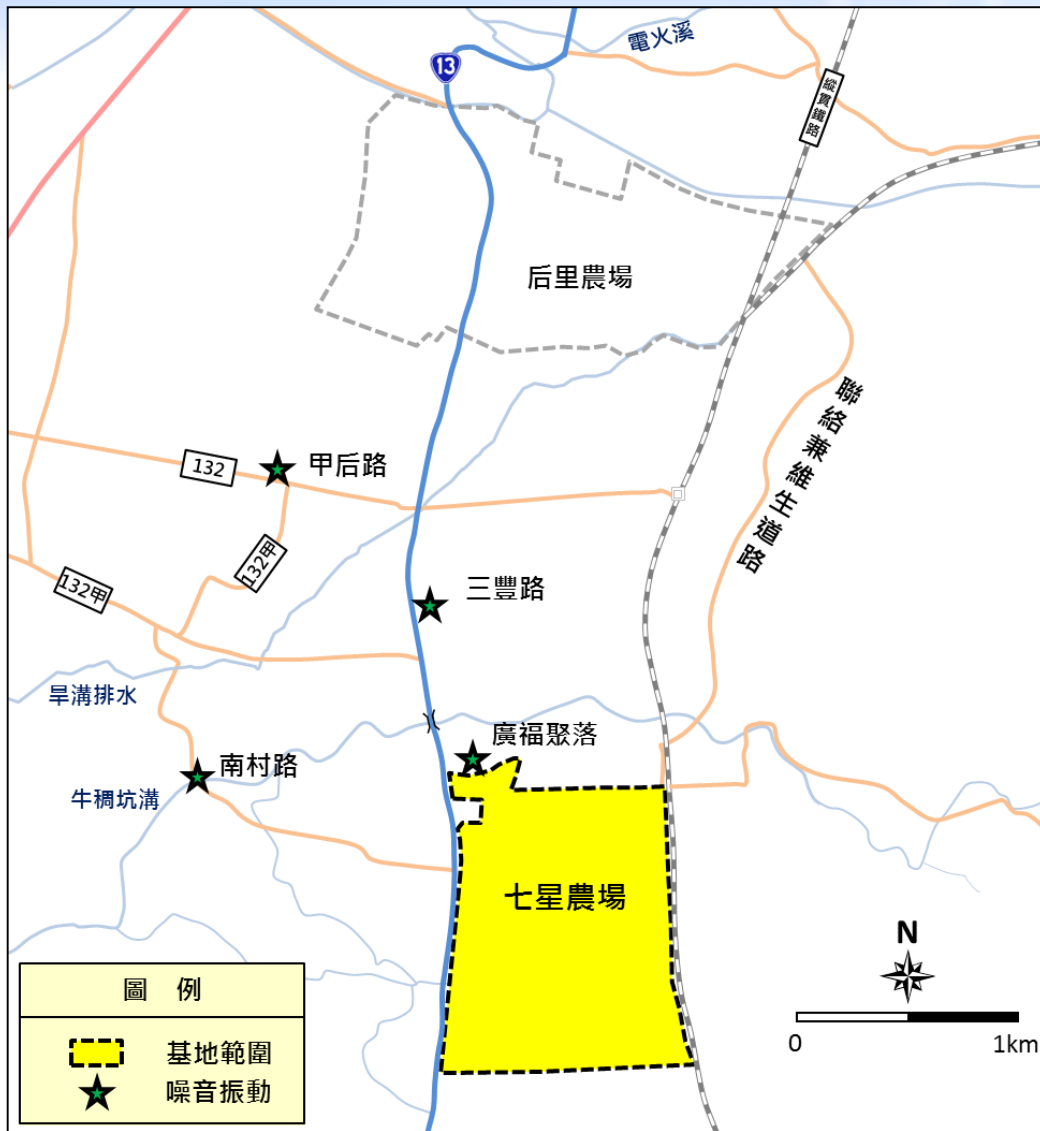 電火溪
13
縱貫鐵路
后里農場
聯絡兼維生道路
132
甲后路
132甲
132甲
三豐路
旱溝排水
廣福聚落
南村路
牛稠坑溝
七星農場
N
0 1km
圖 例
基地範圍
噪音振動